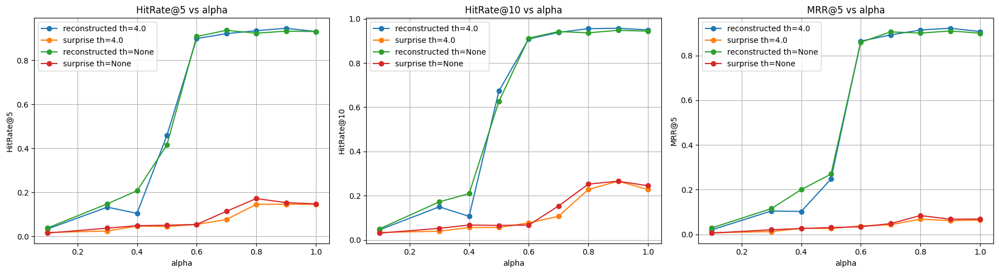 HitRate@5 vs alpha
reconstructed th=4.0
surprise th=4.0
reconstructed th=None
surprise th=None
HitRate@5
0.8
0.6
0.4
0.2
0.0
0.2
0.4
0.6
0.8
1.0
alpha
HitRate@10 vs alpha
reconstructed th=4.0
surprise th=4.0
reconstructed th=None
surprise th=None
HitRate@10
1.0
0.8
0.6
0.4
0.2
0.0
0.2
0.4
0.6
0.8
1.0
alpha
MRR@5 vs alpha
reconstructed th=4.0
surprise th=4.0
reconstructed th=None
surprise th=None
MRR@5
0.8
0.6
0.4
0.2
0.0
0.2
0.4
0.6
0.8
1.0
alpha